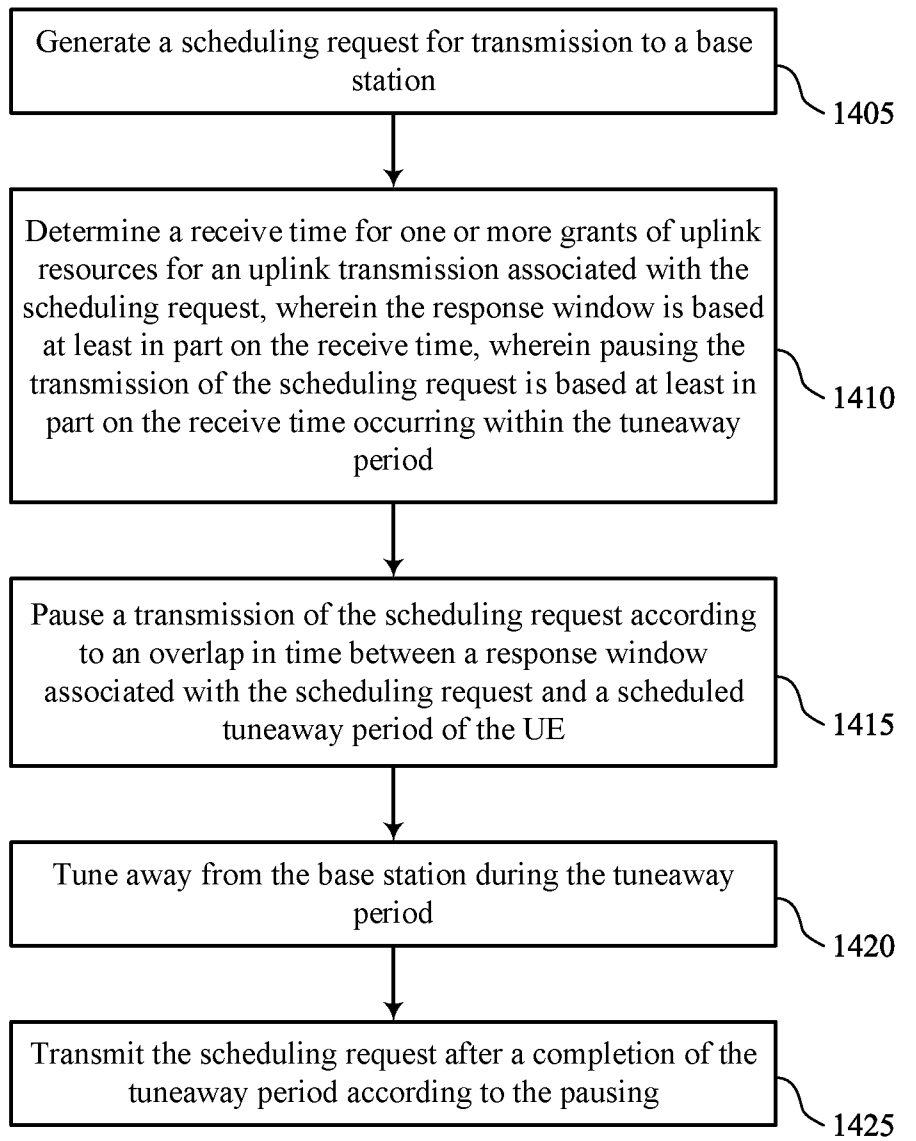 Generate a scheduling request for transmission to a base
station
1405
Determine a receive time for one or more grants of uplink
resources for an uplink transmission associated with the
scheduling request, wherein the response window is based
at least in part on the receive time, wherein pausing the
transmission of the scheduling request is based at least in
part on the receive time occurring within the tuneaway
period
1410
Pause a transmission of the scheduling request according
to an overlap in time between a response window
associated with the scheduling request and a scheduled
tuneaway period of the UE
1415
Tune away from the base station during the tuneaway
period
1420
Transmit the scheduling request after a completion of the
tuneaway period according to the pausing
1425